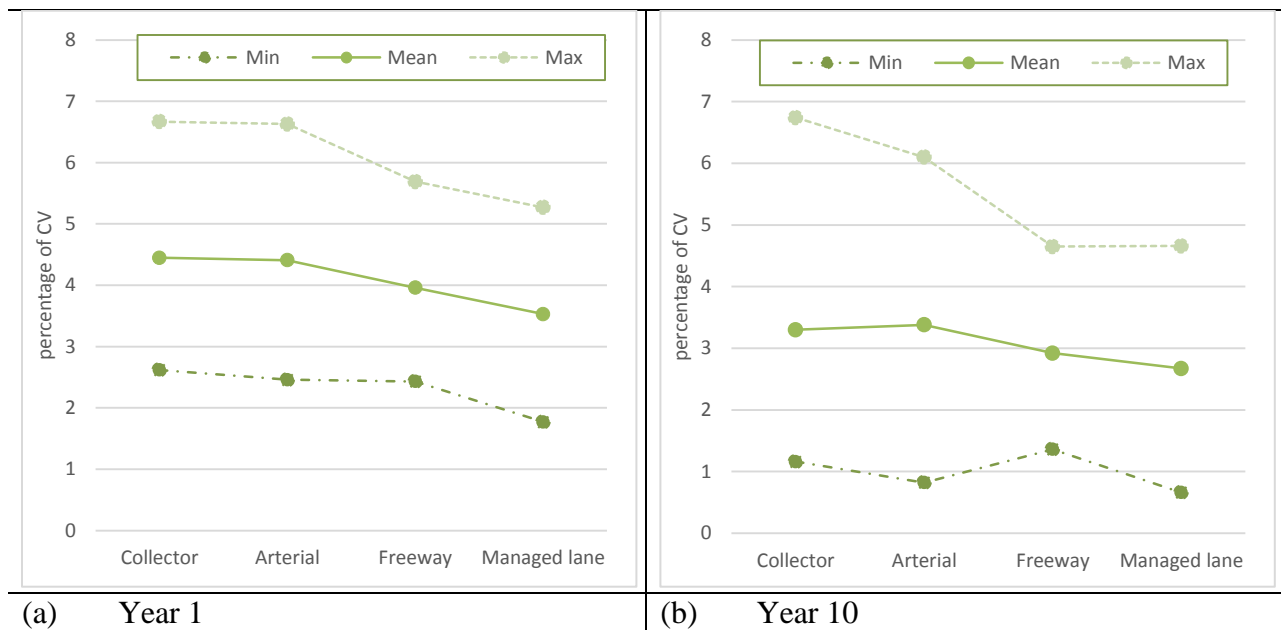 Min Mean Max
8
7
6
5
4
3
2
1
0
percentage of CV
Collector Arterial Freeway Managed lane
(a) Year 1
Min Mean Max
8
7
6
5
4
3
2
1
0
percentage of CV
Collector Arterial Freeway Managed lane
(b) Year 10